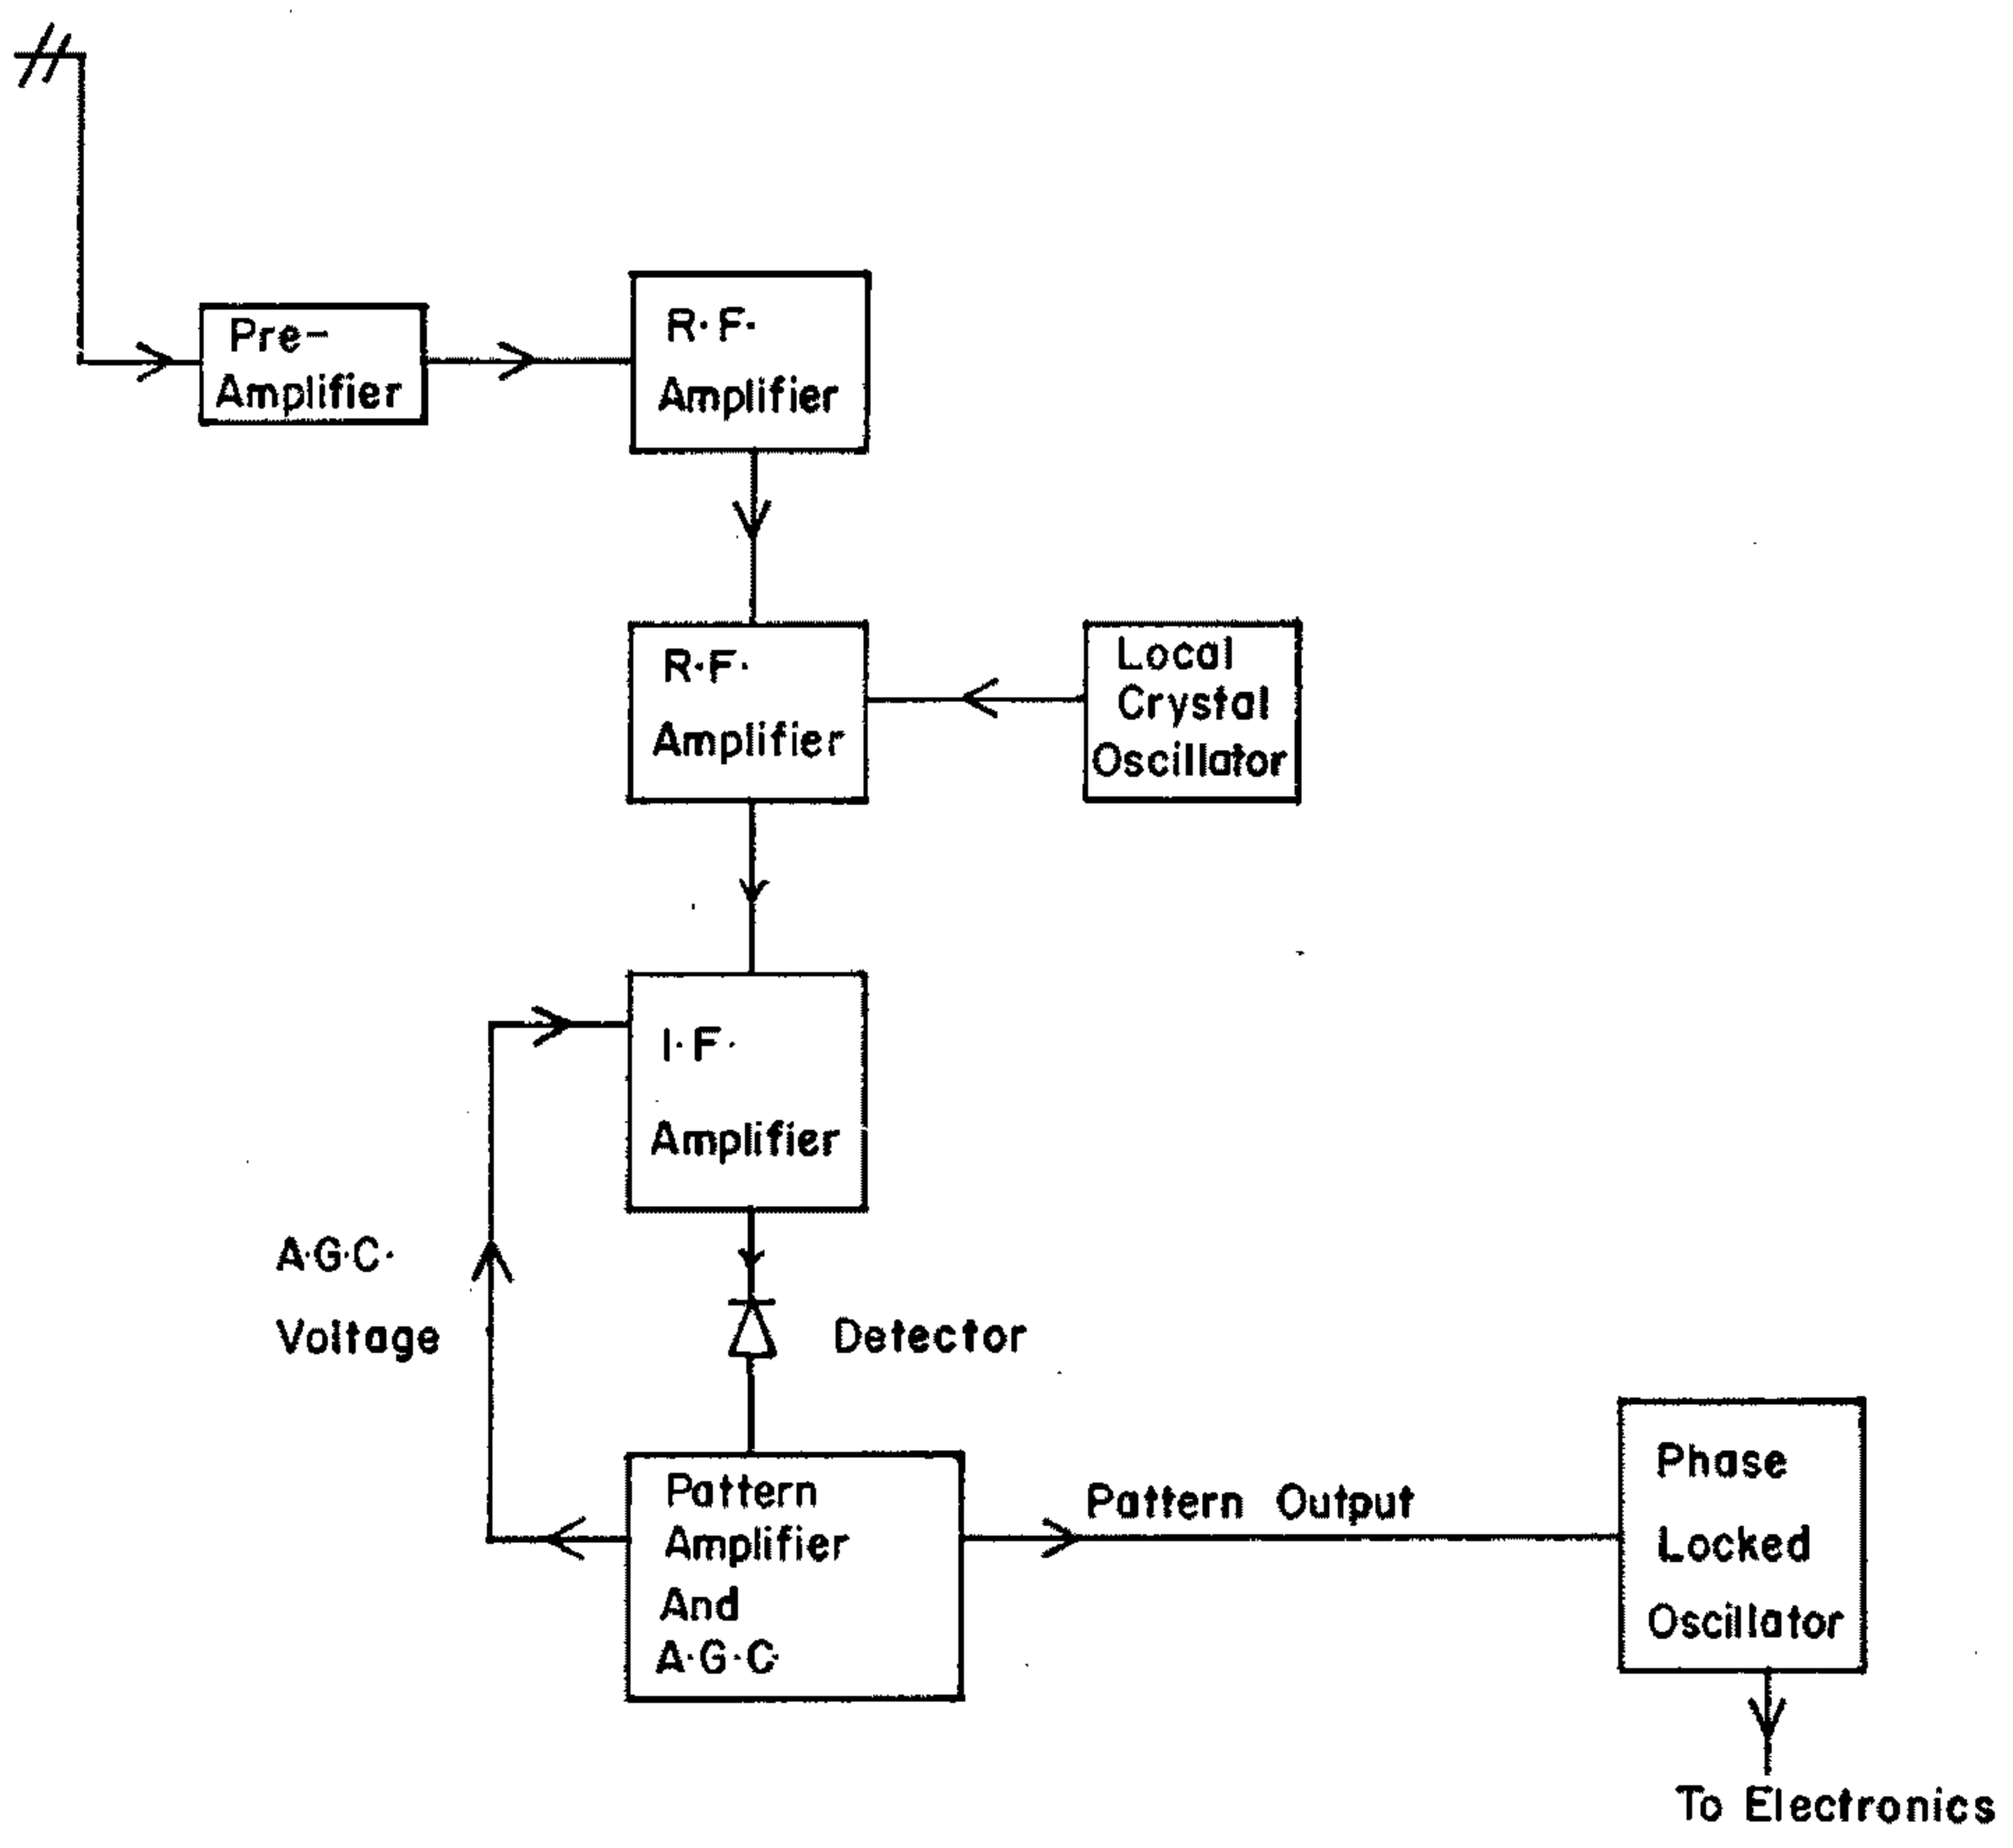 Pre-
Amplifier
R.F.
Amplifier
R.F.
Amplifier
Local
Crystal
Oscillator
I.F.
Amplifier
A.G.C.
Voltage
Detector
Pattern
Amplifier
And
A.G.C.
Pattern Output
Phase
Locked
Oscillator
To Electronics